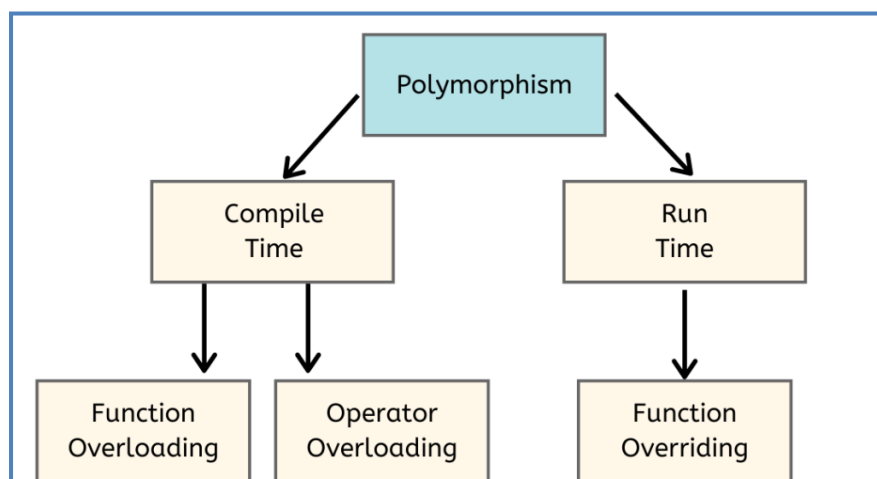 Polymorphism
Compile
Time
Run
Time
Function
Overloading
Operator
Overloading
Function
Overriding